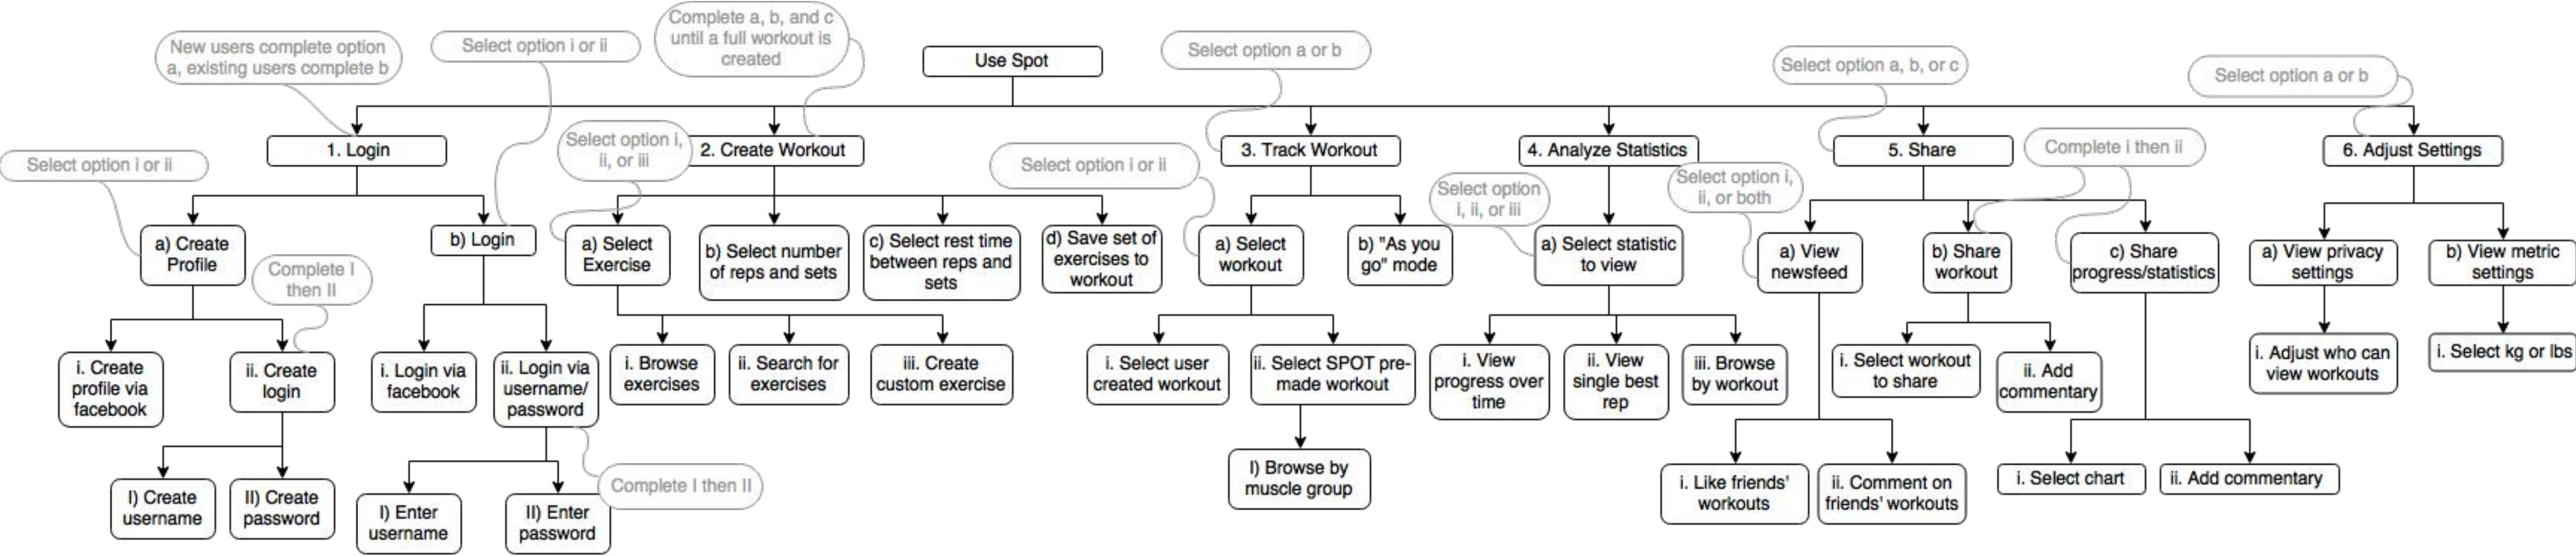 Complete a, b, and c
until a full workout is
created
New users complete option
a, existing users complete b
Select option i or ii
Select option a or b
Use Spot
Select option a, b, or c
Select option a or b
Select option i or ii
1. Login
Select option i,
ii, or iii
2. Create Workout
Select option i or ii
3. Track Workout
4. Analyze Statistics
5. Share
Complete i then ii
6. Adjust Settings
Select option
i, ii, or iii
Select option i,
ii, or both
a) Create
Profile
b) Login
a) Select
Exercise
b) Select number
of reps and sets
c) Select rest time
between reps and
sets
d) Save set of
exercises to
workout
a) Select
workout
b) "As you
go" mode
a) Select statistic
to view
a) View
newsfeed
b) Share
workout
c) Share
progress/statistics
a) View privacy
settings
b) View metric
settings
Complete I
then II
i. Create
profile via
facebook
ii. Create
login
i. Login via
facebook
ii. Login via
username/
password
i. Browse
exercises
ii. Search for
exercises
iii. Create
custom exercise
i. Select user
created workout
ii. Select SPOT pre-
made workout
i. View
progress over
time
ii. View
single best
rep
iii. Browse
by workout
i. Select workout
to share
ii. Add
commentary
i. Adjust who can
view workouts
i. Select kg or lbs
I) Create
username
II) Create
password
I) Enter
username
II) Enter
password
Complete I then II
I) Browse by
muscle group
i. Like friends'
workouts
ii. Comment on
friends' workouts
i. Select chart
ii. Add commentary